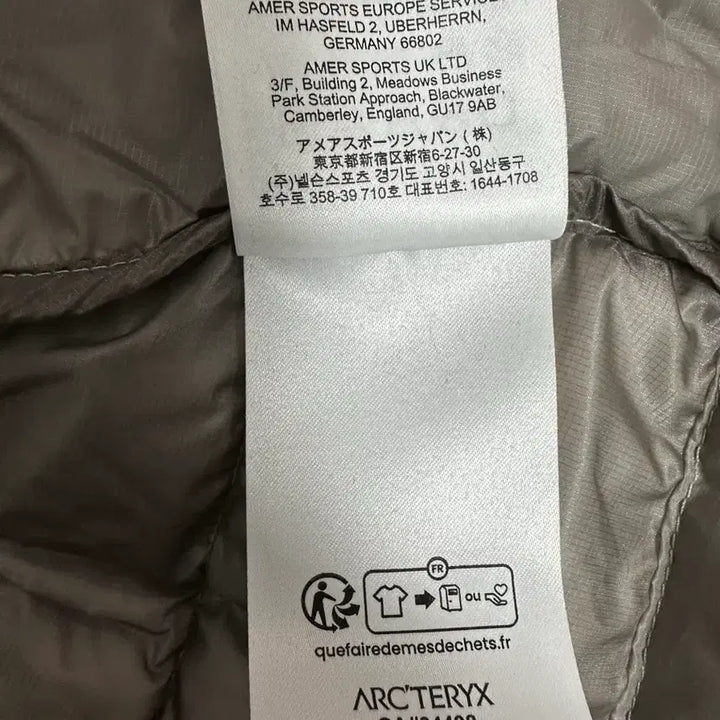 AMER SPORTS EUROPE SERVICES
IM HASFELD 2, UBERHERRN,
GERMANY 66802
AMER SPORTS UK LTD
3/F, Building 2, Meadows Business
Park Station Approach, Blackwater,
Camberley, England, GU17 9AB
アメアスポーツジャパン (株)
東京都新宿区新宿6-27-30
(주)넬슨스포츠 경기도 고양시 일산동구
호수로 358-39 710호 대표번호: 1644-1708
FR
ou
quefairedemesdechets.fr
ARC'TERYX